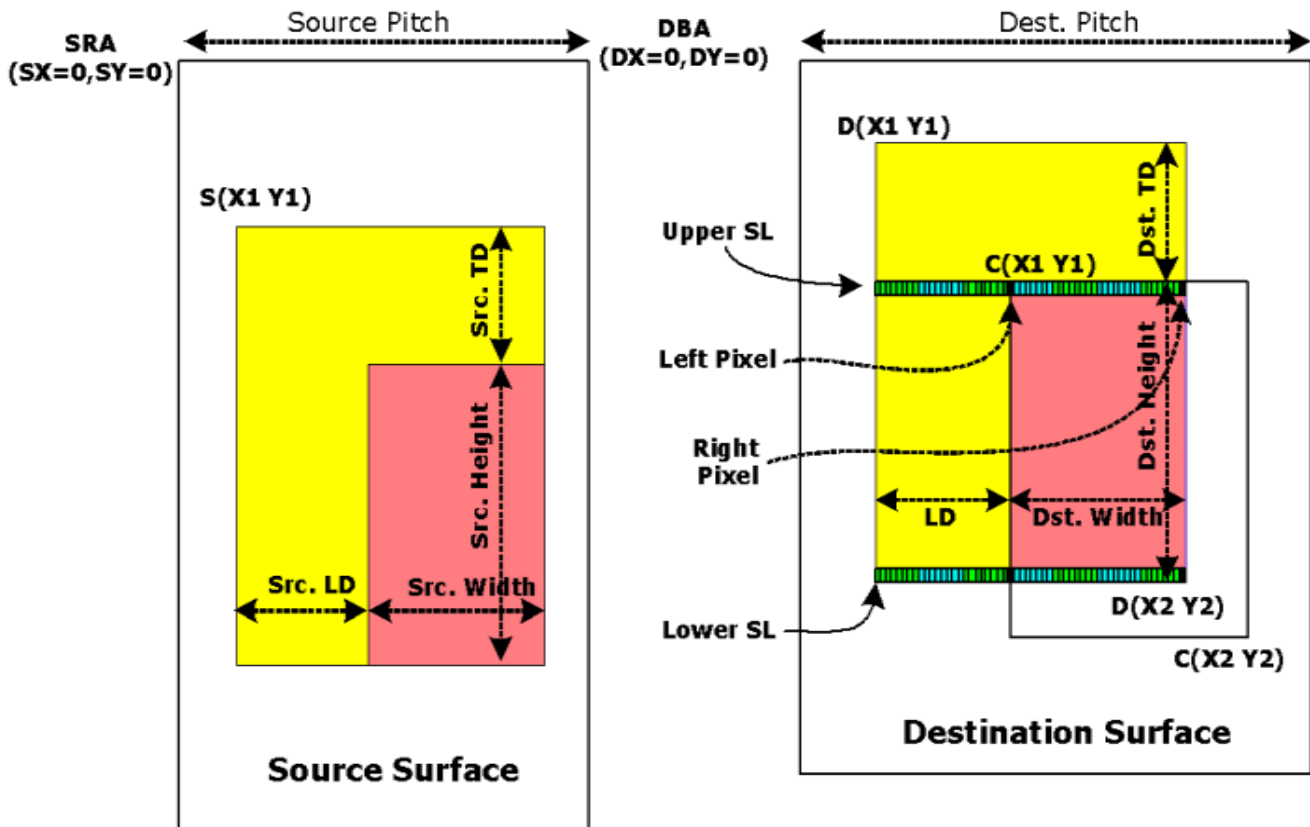 Source Pitch
SRA
(SX=0,SY=0)
S(X1 Y1)
Src. TD
Src. Height
Src. LD
Src. Width
Source Surface
Dest. Pitch
DBA
(DX=0,DY=0)
D(X1 Y1)
Dst. TD
Upper SL
C(X1 Y1)
Left Pixel
Dst. Height
Right
Pixel
LD
Dst. Width
D(X2 Y2)
Lower SL
C(X2 Y2)
Destination Surface